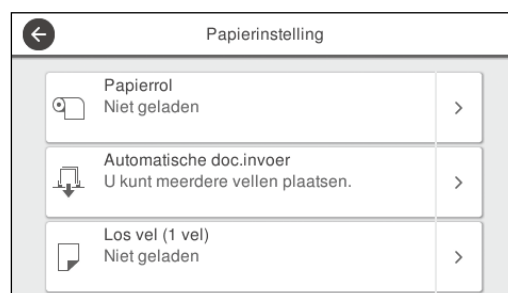 Papierinstelling
Papierrol
Niet geladen
Automatische doc.invoer
U kunt meerdere vellen plaatsen.
Los vel (1 vel)
Niet geladen